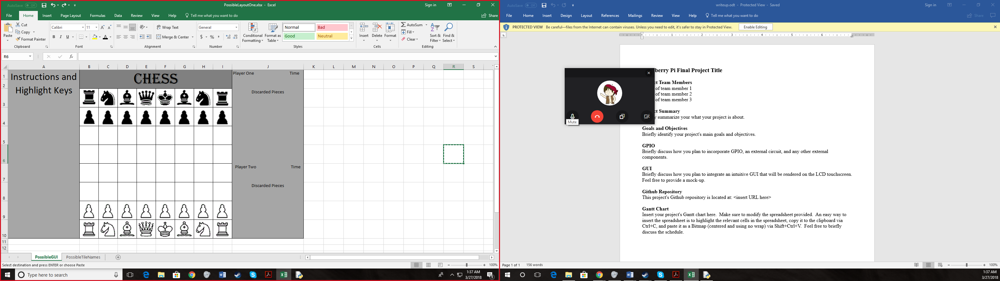 AutoSave Off
PossibleLayoutOne.xlsx - Excel
Sign in
File Home Insert Page Layout Formulas Data Review View Help Tell me what you want to do Share
Paste
Cut
Copy
Format Painter
Clipboard
Calibri 11
B I U
Font
Wrap Text
Merge & Center
Alignment
General
$ % ,
Number
Conditional Formatting
Format as Table
Normal Bad
Good Neutral
Styles
Insert Delete Format
Cells
AutoSum
Fill
Clear
Sort & Filter
Find & Select
Editing
R6
fx
A B C D E F G H I J K L M N O P Q R S
1
2
3
4
5
6
7
8
9
10
11
12
Instructions and
Highlight Keys
CHESS
Player One Time
Discarded Pieces
Player Two Time
Discarded Pieces
PossibleGUI PossibleTileNames
Select destination and press ENTER or choose Paste
100%
Type here to search
1:37 AM
3/27/2018
1
AutoSave Off
writeup.odt - Protected View - Saved
Sign in
File Home Insert Design Layout References Mailings Review View Help Tell me what you want to do Share
PROTECTED VIEW Be careful—files from the Internet can contain viruses. Unless you need to edit, it's safer to stay in Protected View. Enable Editing
1 2 3 4 5 6
berry Pi Final Project Title
ct Team Members
of team member 1
of team member 2
of team member 3
ct Summary
y summarize your what your project is about.
Mute
Goals and Objectives
Briefly identify your project's main goals and objectives.
GPIO
Briefly discuss how you plan to incorporate GPIO, an external circuit, and any other external
components.
GUI
Briefly discuss how you plan to integrate an intuitive GUI that will be rendered on the LCD touchscreen.
Feel free to provide a mock-up.
Github Repository
This project's Github repository is located at: <insert URL here>
Gantt Chart
Insert your project's Gantt chart here.  Make sure to modify the spreadsheet provided.  An easy way to
insert the spreadsheet is to highlight the relevant cells in the spreadsheet, copy it to the clipboard via
Ctrl+C, and paste it as a Bitmap (centered and using no wrap) via Shift+Ctrl+V.  Feel free to briefly
discuss the schedule.
Page 1 of 1 156 words
100%
1:37 AM
3/27/2018